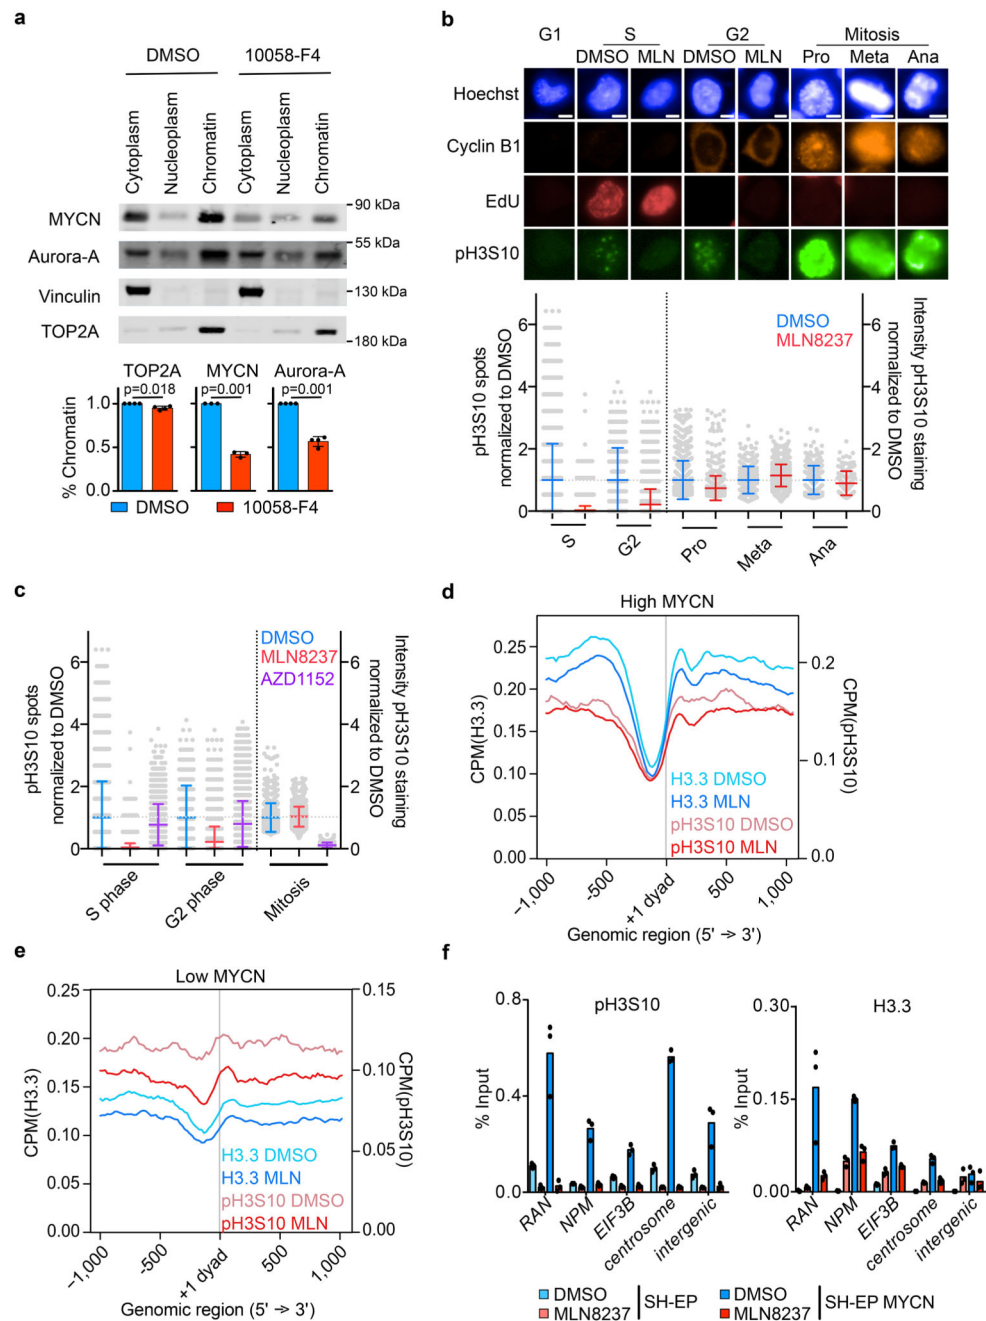 a
DMSO 10058-F4
Cytoplasm Nucleoplasm Chromatin Cytoplasm Nucleoplasm Chromatin
MYCN 90 kDa
Aurora-A 55 kDa
Vinculin 130 kDa
TOP2A 180 kDa
TOP2A MYCN Aurora-A
p=0.018 p=0.001 p=0.001
% Chromatin
1.0
0.5
0.0
DMSO 10058-F4
b
G1 S G2 Mitosis
DMSO MLN DMSO MLN Pro Meta Ana
Hoechst
Cyclin B1
EdU
pH3S10
DMSO
MLN8237
pH3S10 spots
normalized to DMSO
Intensity pH3S10 staining
normalized to DMSO
6 6
4 4
2 2
0 0
S G2 Pro Meta Ana
c
DMSO
MLN8237
AZD1152
pH3S10 spots
normalized to DMSO
Intensity pH3S10 staining
normalized to DMSO
6 6
4 4
2 2
0 0
S phase G2 phase Mitosis
d
High MYCN
CPM(H3.3)
0.25
0.20
0.15
0.10
0.05
0.00
CPM(pH3S10)
0.2
0.1
0.0
H3.3 DMSO
H3.3 MLN
pH3S10 DMSO
pH3S10 MLN
−1,000 -500 +1 dyad 500 1,000
Genomic region (5' → 3')
e
Low MYCN
CPM(H3.3)
0.25
0.20
0.15
0.10
0.05
0.00
CPM(pH3S10)
0.15
0.10
0.05
0.00
H3.3 DMSO
H3.3 MLN
pH3S10 DMSO
pH3S10 MLN
−1,000 -500 +1 dyad 500 1,000
Genomic region (5' → 3')
f
pH3S10
% Input
0.8
0.4
0.0
RAN NPM EIF3B centrosome intergenic
H3.3
% Input
0.30
0.15
0.00
RAN NPM EIF3B centrosome intergenic
DMSO
MLN8237
SH-EP
DMSO
MLN8237
SH-EP MYCN